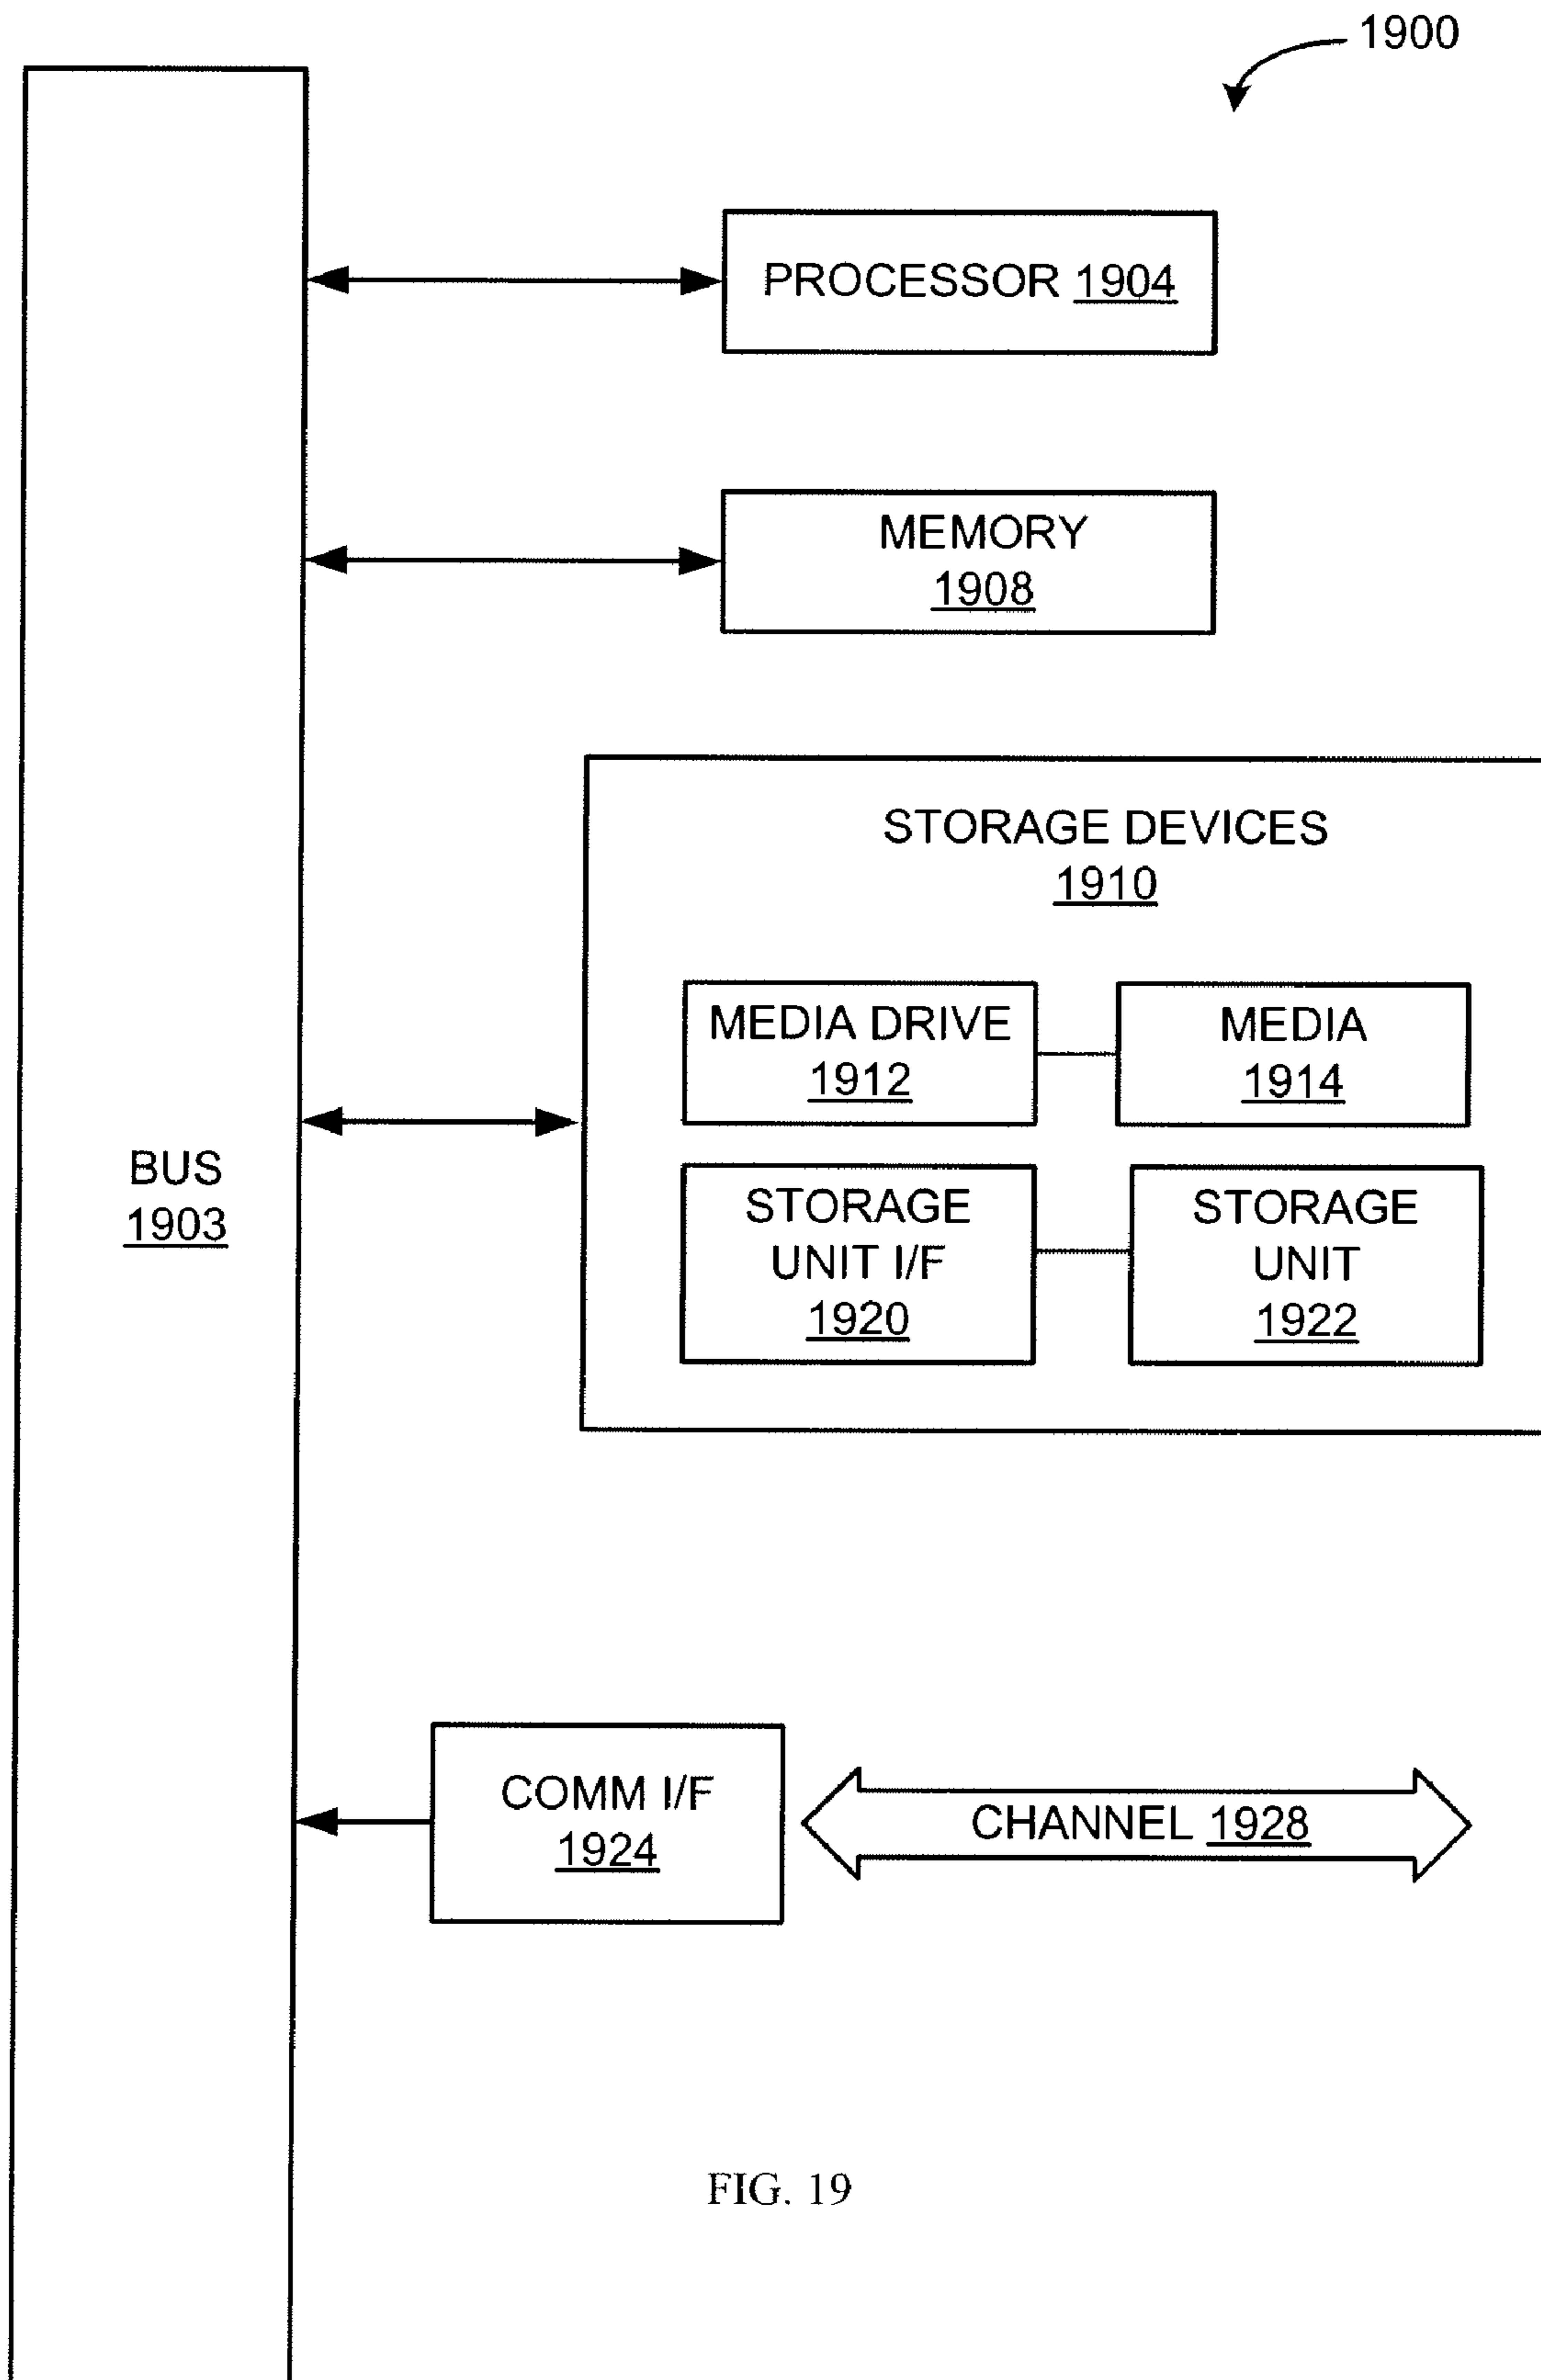 1900
PROCESSOR 1904
MEMORY
1908
STORAGE DEVICES
1910
MEDIA DRIVE
1912
MEDIA
1914
BUS
1903
STORAGE
UNIT I/F
1920
STORAGE
UNIT
1922
COMM I/F
1924
CHANNEL 1928
FIG. 19